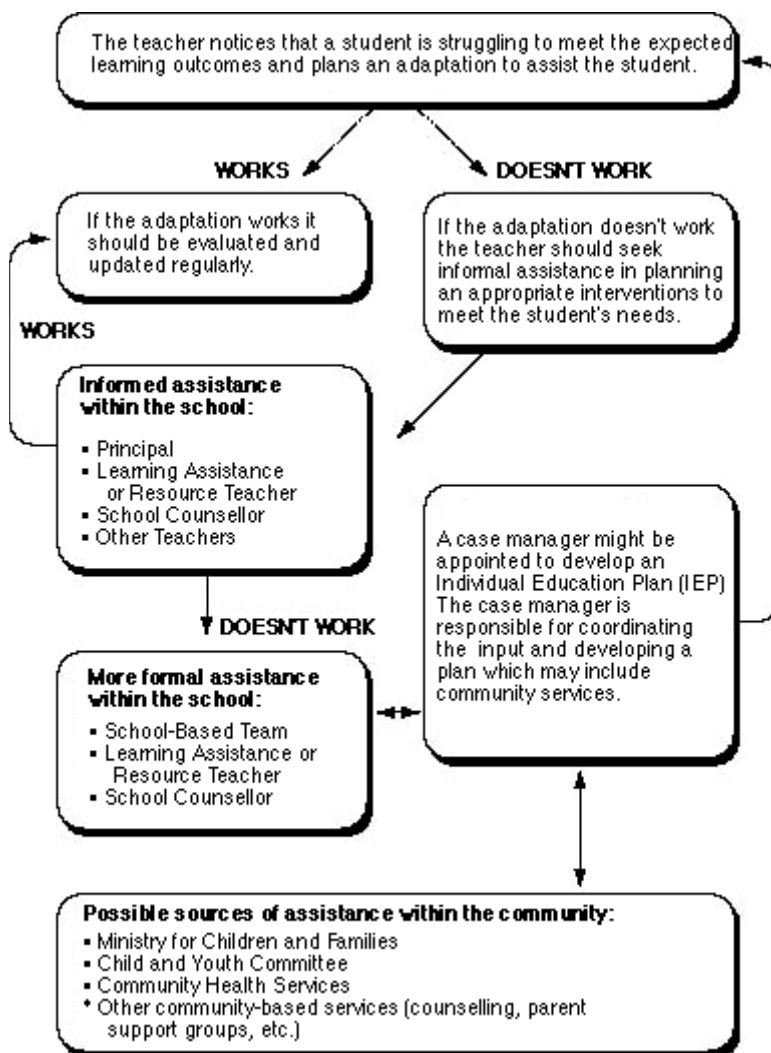 The teacher notices that a student is struggling to meet the expected
learning outcomes and plans an adaptation to assist the student.
WORKS
DOESN'T WORK
If the adaptation works it
should be evaluated and
updated regularly.
If the adaptation doesn't work
the teacher should seek
informal assistance in planning
an appropriate interventions to
meet the student's needs.
WORKS
Informed assistance
within the school:
▪ Principal
▪ Learning Assistance
or Resource Teacher
▪ School Counsellor
▪ Other Teachers
A case manager might be
appointed to develop an
Individual Education Plan (IEP)
The case manager is
responsible for coordinating
the input and developing a
plan which may include
community services.
DOESN'T WORK
More formal assistance
within the school:
▪ School-Based Team
▪ Learning Assistance or
Resource Teacher
▪ School Counsellor
Possible sources of assistance within the community:
▪ Ministry for Children and Families
▪ Child and Youth Committee
▪ Community Health Services
* Other community-based services (counselling, parent
support groups, etc.)